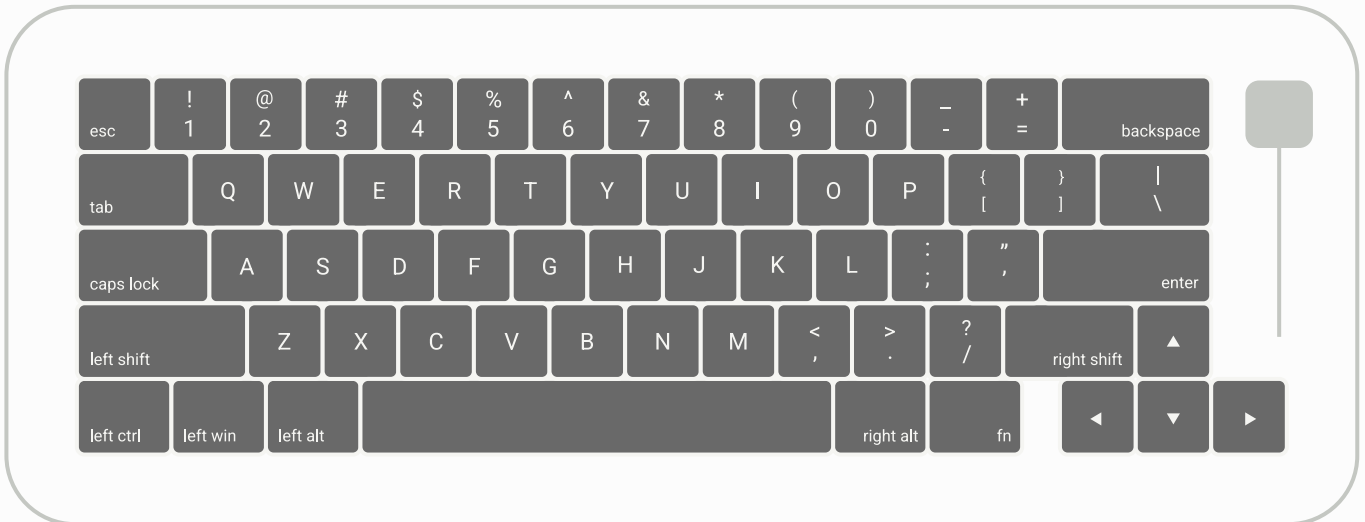 ! @ # $ % ^ & * ( ) _ +
esc 1 2 3 4 5 6 7 8 9 0 - = backspace
tab Q W E R T Y U I O P { } |
[ ] \
caps lock A S D F G H J K L : ”
; ’ enter
left shift Z X C V B N M < > ?
, . / right shift ▲
left ctrl left win left alt right alt fn ◀ ▼ ▶